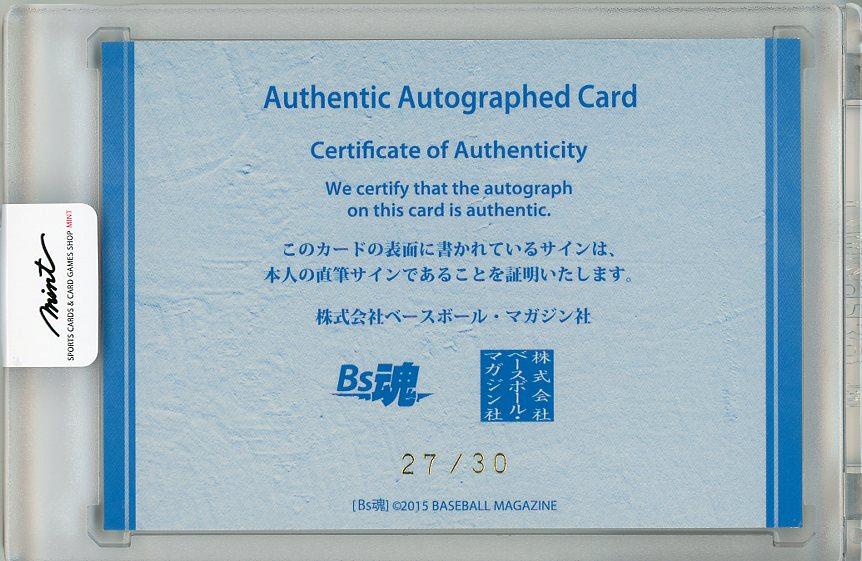 Authentic Autographed Card
Certificate of Authenticity
We certify that the autograph
on this card is authentic.
このカードの表面に書かれているサインは、
本人の直筆サインであることを証明いたします。
株式会社ベースボール・マガジン社
Bs魂
株式会社
ベースボール・
マガジン社
27/30
[Bs魂] ©2015 BASEBALL MAGAZINE
mint
SPORTS CARDS & CARD GAMES SHOP MINT